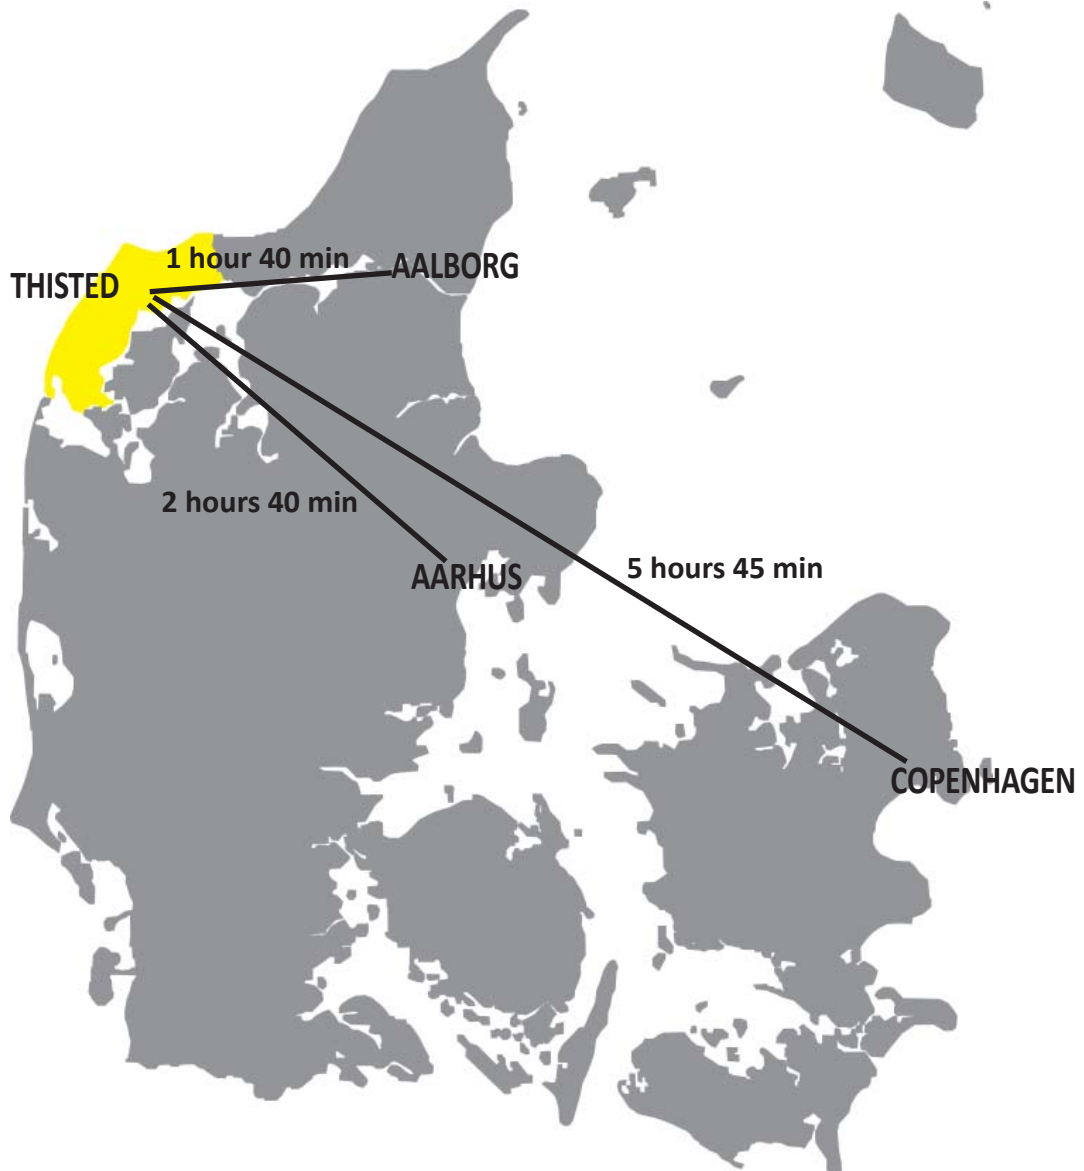 1 hour 40 min
AALBORG
THISTED
2 hours 40 min
5 hours 45 min
AARHUS
COPENHAGEN